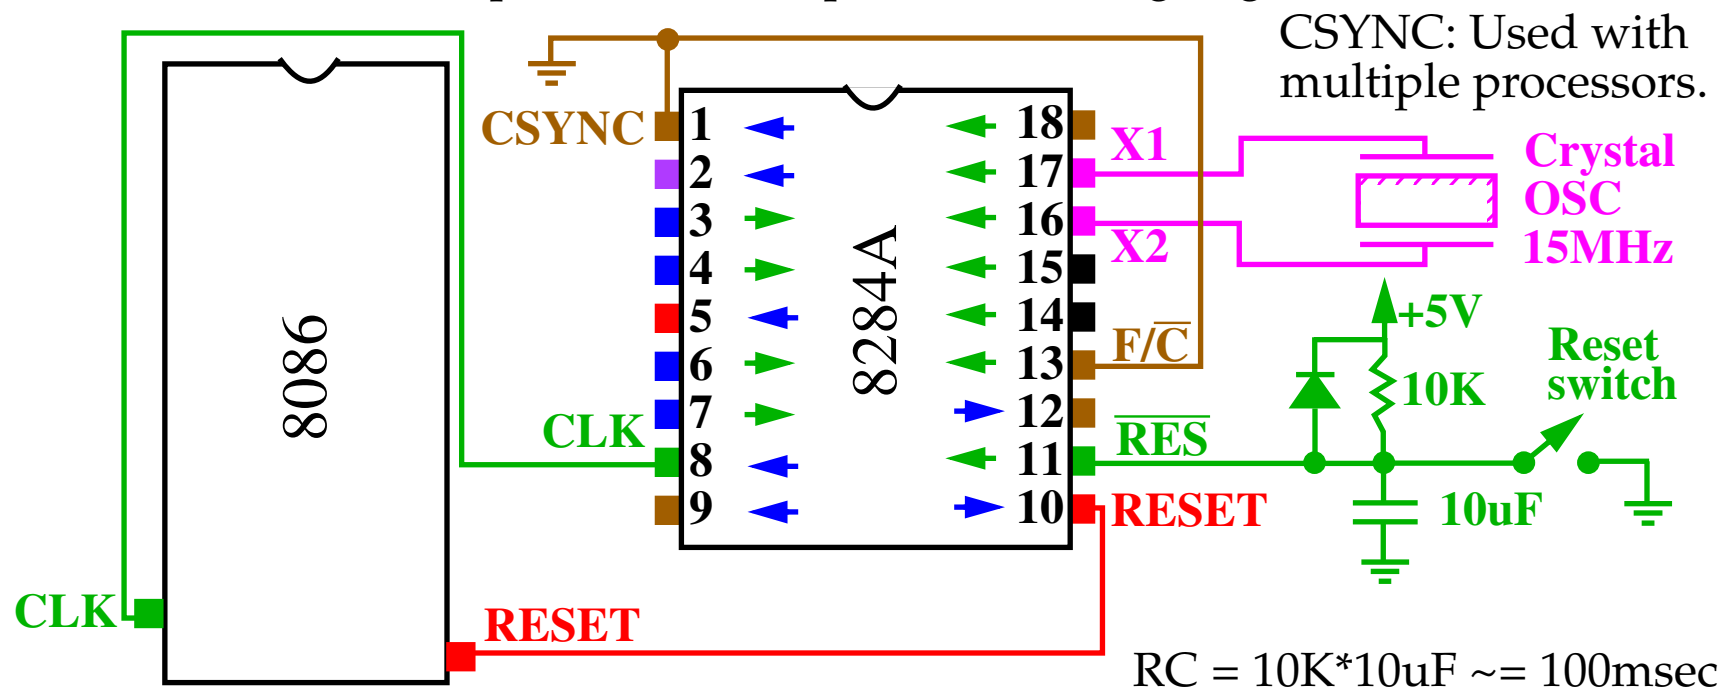 CSYNC: Used with
multiple processors.
CSYNC
1
2
3
4
5
6
7
8
9
18
17
16
15
14
13
12
11
10
8284A
8086
X1
X2
Crystal
OSC
15MHz
+5V
10K
Reset
switch
F/C̅
R̅E̅S̅
10uF
CLK
RESET
CLK
RESET
RC = 10K*10uF ~= 100msec